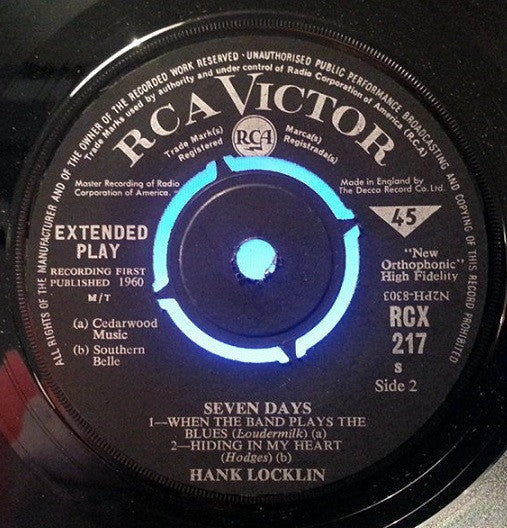 ALL RIGHTS OF THE MANUFACTURER AND OF THE OWNER OF THE RECORDED WORK RESERVED · UNAUTHORISED PUBLIC PERFORMANCE BROADCASTING AND COPYING OF THIS RECORD PROHIBITED
Trade Marks used by authority and under control of Radio Corporation of America (R.C.A)
RCA VICTOR
Trade Mark(s)
Registered
RCA
Marca(s)
Registrada(s)
Master Recording of Radio
Corporation of America.
Made in England by
The Decca Record Co. Ltd.
EXTENDED
PLAY
45
RECORDING FIRST
PUBLISHED 1960
M/T
"New
Orthophonic"
High Fidelity
N2PH-8303
(a) Cedarwood
Music
(b) Southern
Belle
RCX
217
S
Side 2
SEVEN DAYS
1—WHEN THE BAND PLAYS THE
BLUES (Loudermilk) (a)
2—HIDING IN MY HEART
(Hodges) (b)
HANK LOCKLIN